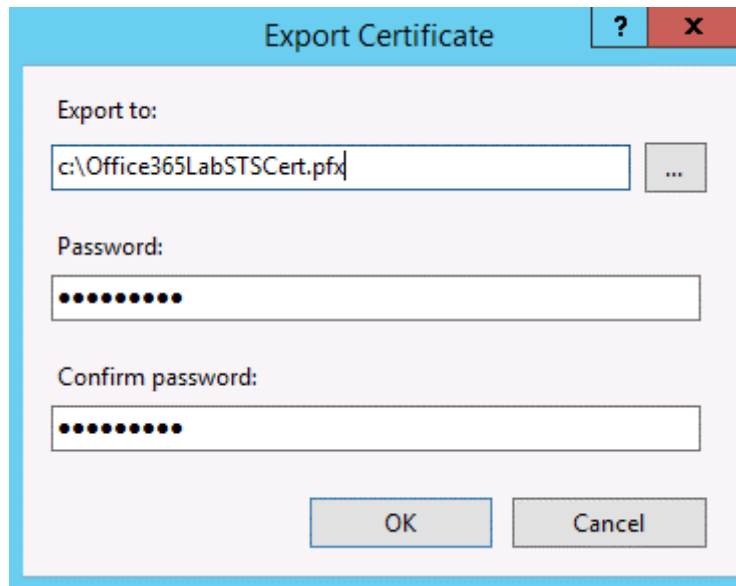 Export Certificate
? x
Export to:
c:\Office365LabSTSCert.pfx
...
Password:
•••••••••
Confirm password:
•••••••••
OK Cancel